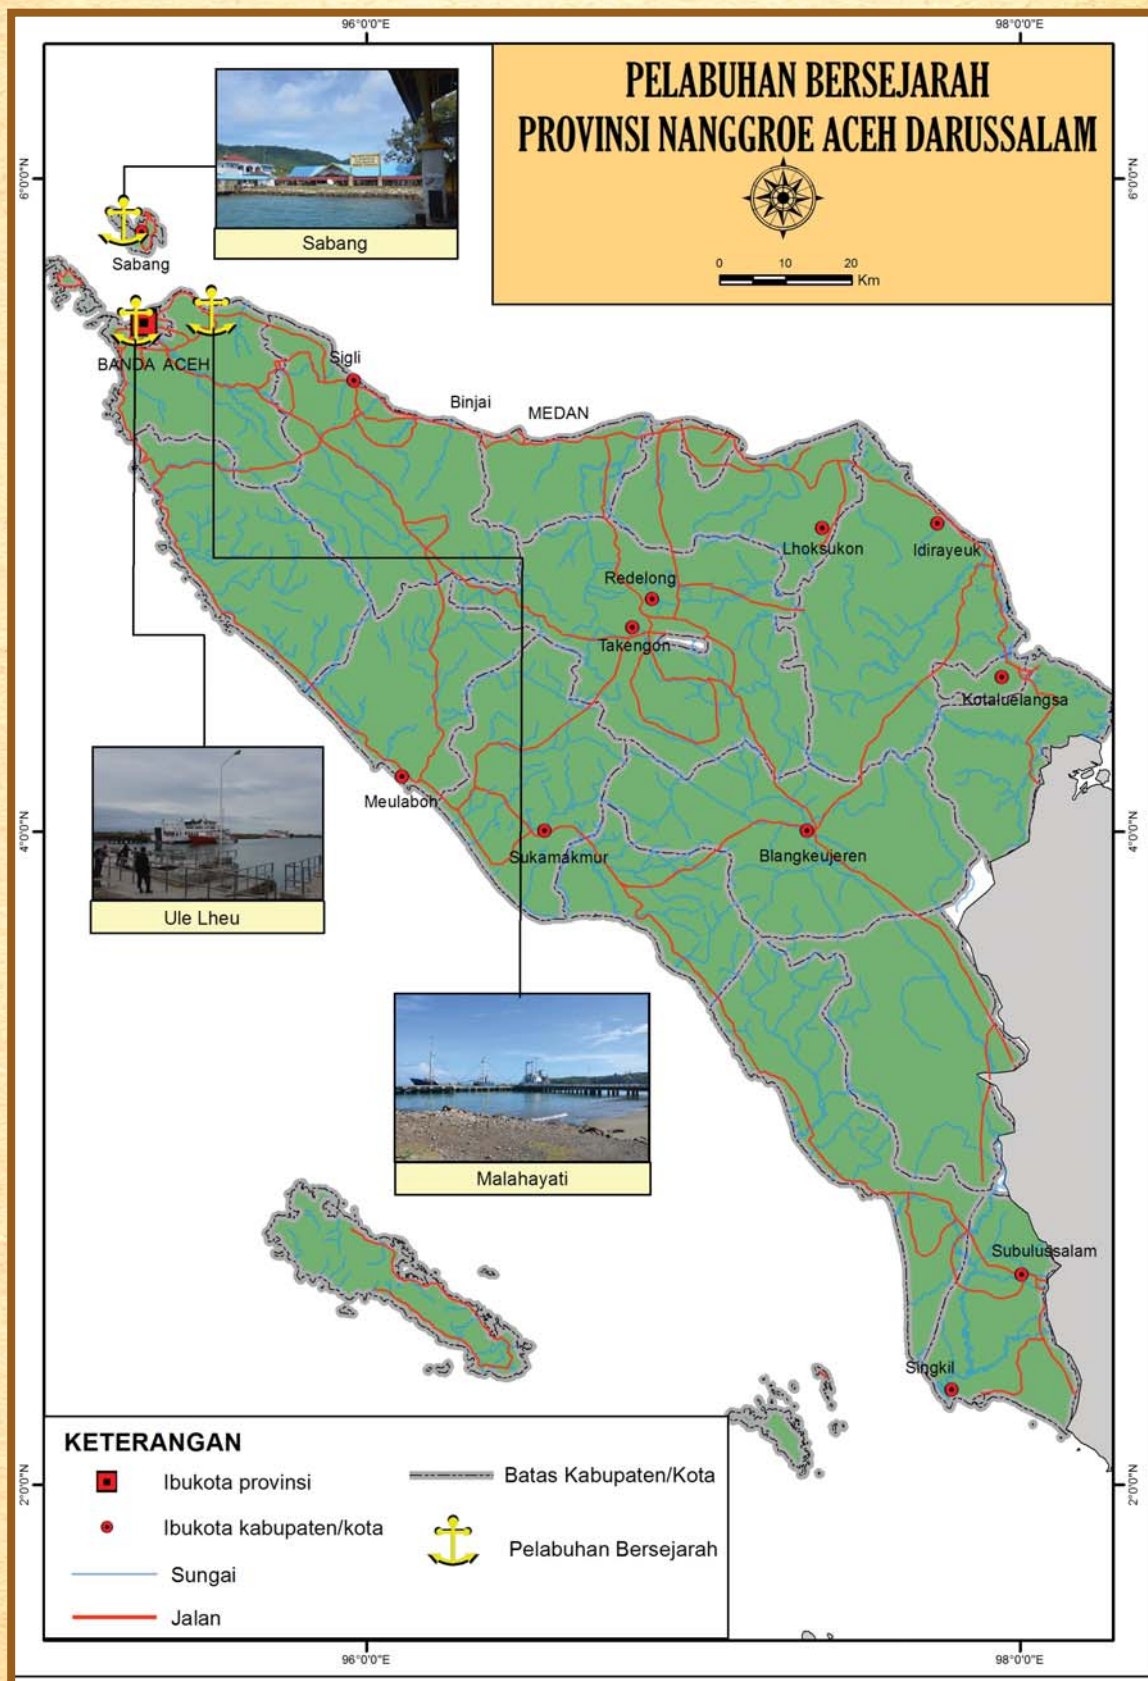 96°0'0"E
98°0'0"E
PELABUHAN BERSEJARAH
PROVINSI NANGGROE ACEH DARUSSALAM
0 10 20
Km
6°0'0"N
6°0'0"N
Sabang
Sabang
BANDA ACEH
Sigli
Binjai
MEDAN
Lhoksukon
Idirayeuk
Redelong
Takengon
Kotaluelangsa
Meulaboh
4°0'0"N
4°0'0"N
Sukamakmur
Blangkeujeren
Ule Lheu
Malahayati
Subulussalam
Singkil
KETERANGAN
Ibukota provinsi
Ibukota kabupaten/kota
Sungai
Jalan
Batas Kabupaten/Kota
Pelabuhan Bersejarah
2°0'0"N
2°0'0"N
96°0'0"E
98°0'0"E